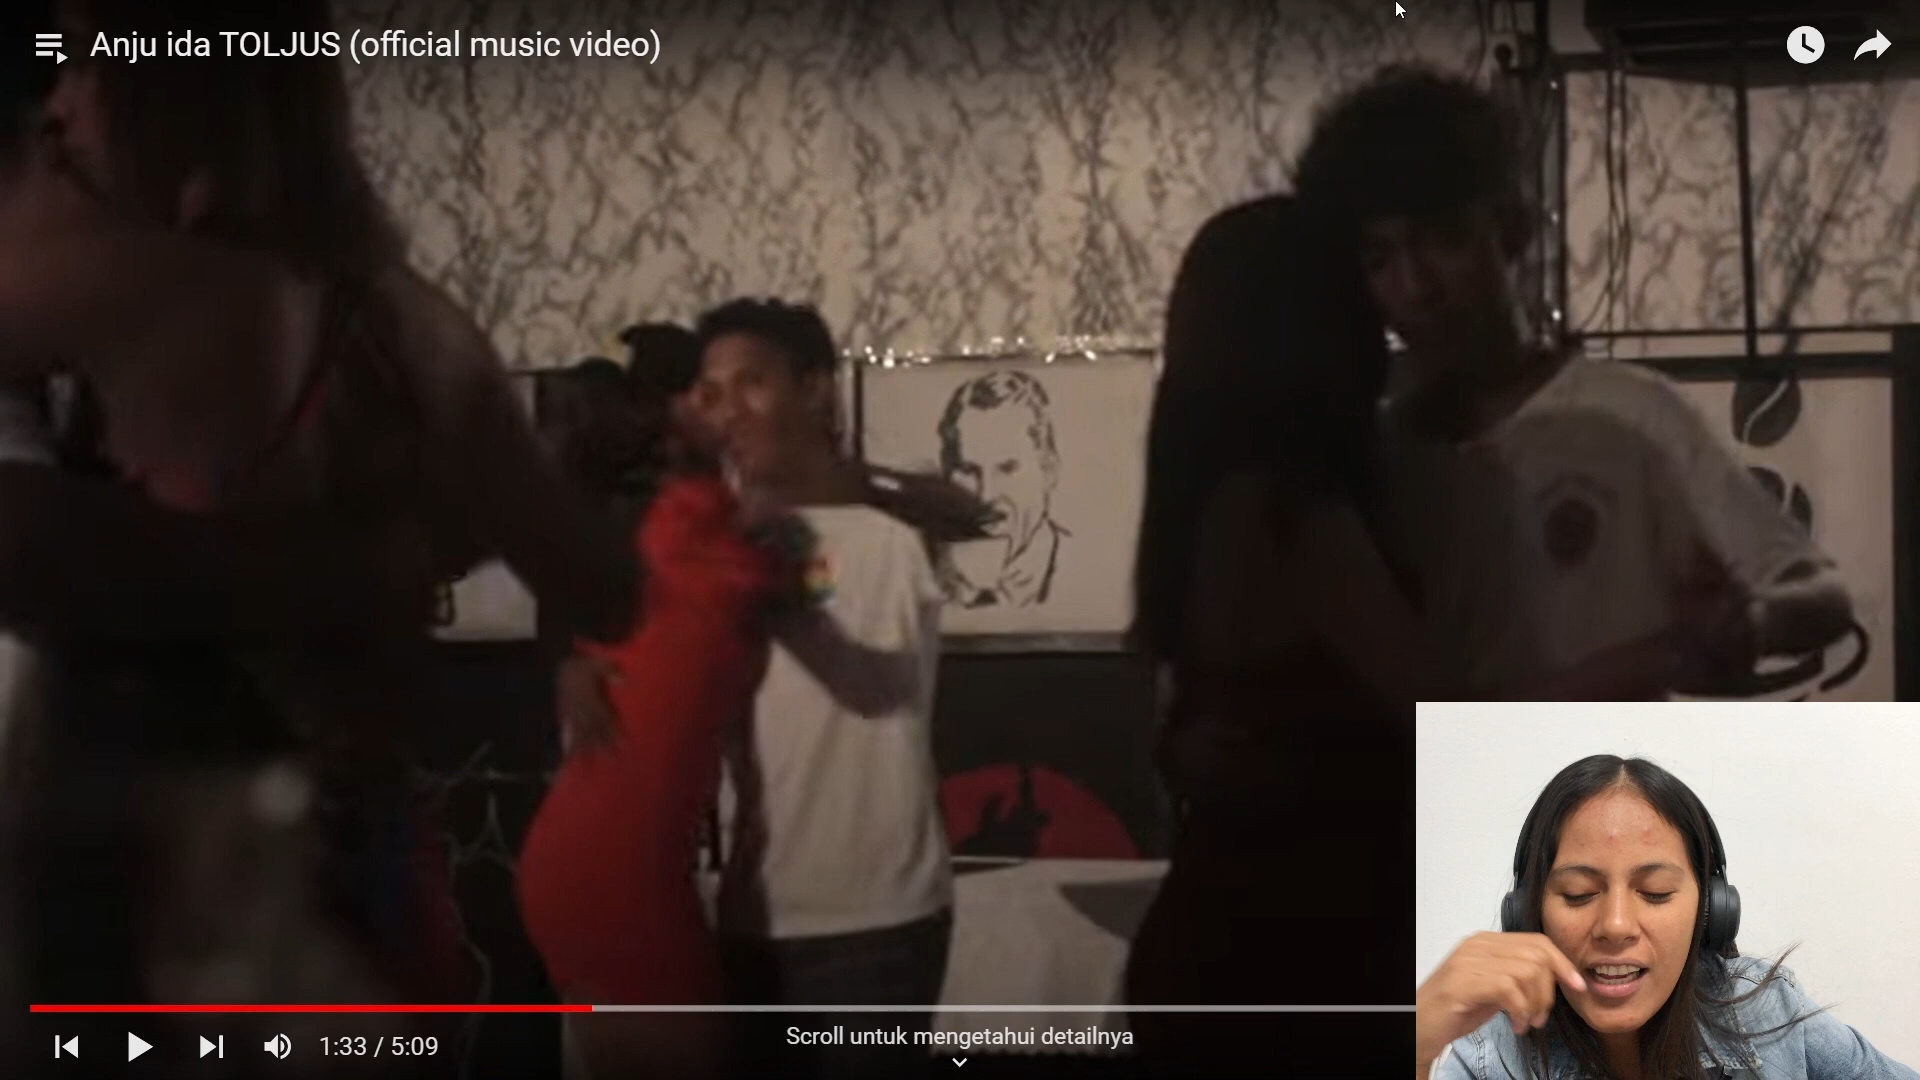 Anju ida TOLJUS (official music video)
1:33 / 5:09
Scroll untuk mengetahui detailnya